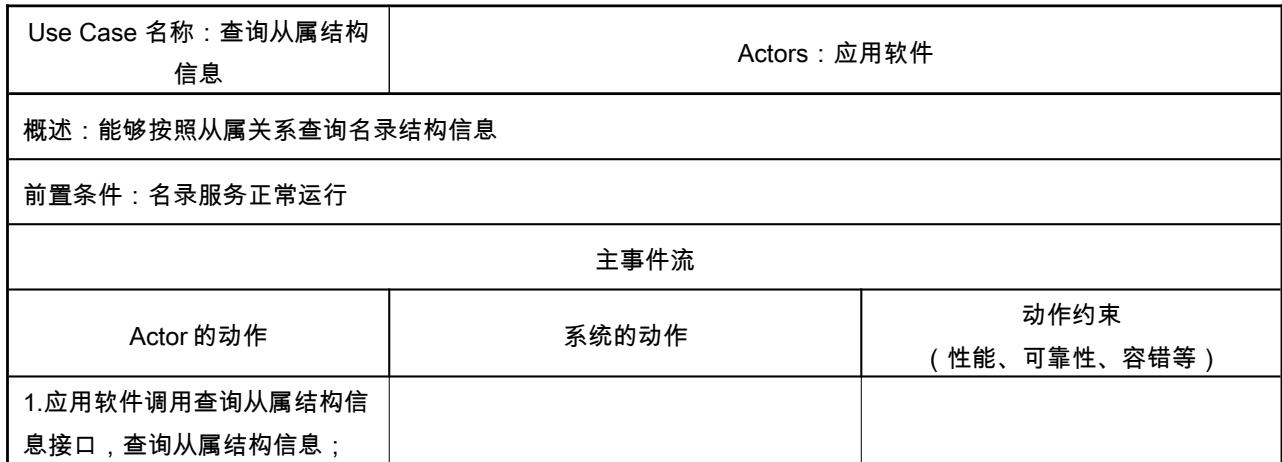 Use Case 名称：查询从属结构
信息
Actors：应用软件
概述：能够按照从属关系查询名录结构信息
前置条件：名录服务正常运行
主事件流
Actor 的动作
系统的动作
动作约束
（性能、可靠性、容错等）
1.应用软件调用查询从属结构信
息接口，查询从属结构信息；